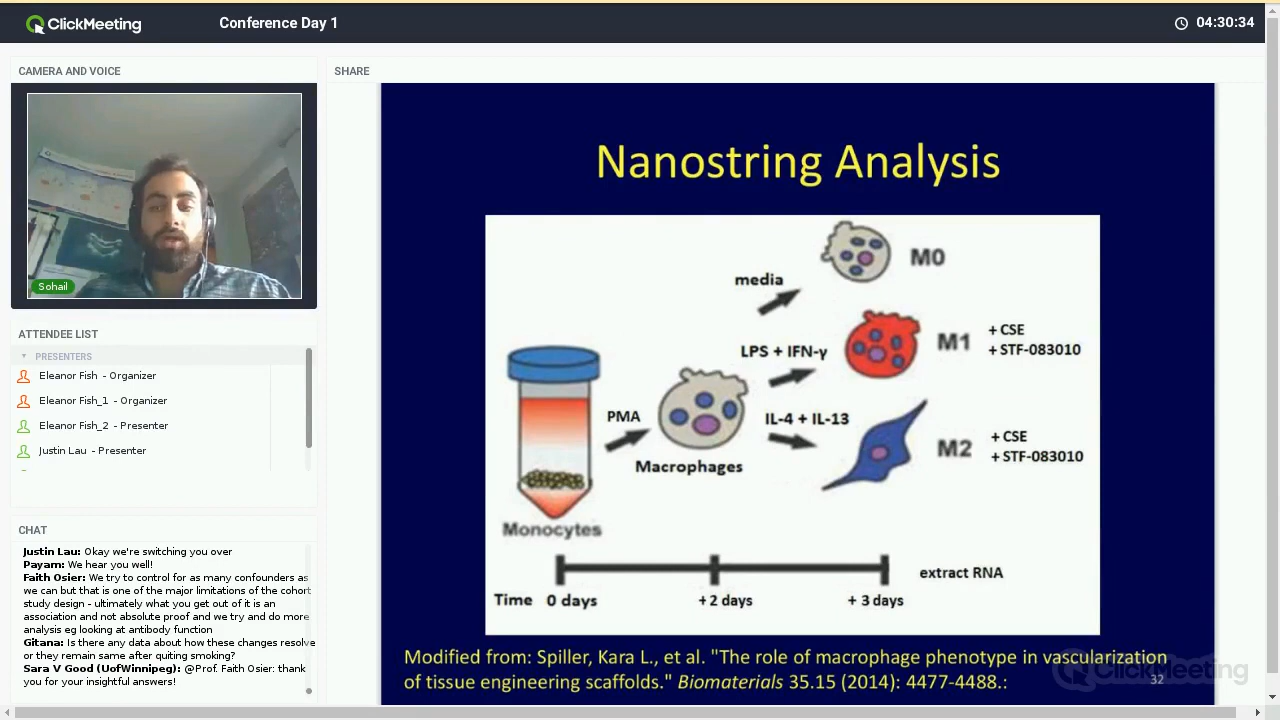 ClickMeeting
Conference Day 1
04:30:34
CAMERA AND VOICE
Sohail
ATTENDEE LIST
PRESENTERS
Eleanor Fish - Organizer
Eleanor Fish_1 - Organizer
Eleanor Fish_2 - Presenter
Justin Lau - Presenter
CHAT
Justin Lau: Okay we're switching you over
Payam: We hear you well!
Faith Osier: We try to control for as many confounders as
we can but that is one of the major limitations of the cohort
study design - ultimately what you get out of it is an
association and not absolute proof and we try and do more
analysis eg looking at antibody function
Gitana: Is there any data about how these changes resolve
or they remain same after quiting smoking?
Sara V Good (UofWinnipeg): @Prof. Faith Osier: thank
you for your insightful answers!
SHARE
Nanostring Analysis
media
M0
LPS + IFN-γ
M1
+ CSE
+ STF-083010
PMA
IL-4 + IL-13
M2
+ CSE
+ STF-083010
Macrophages
Monocytes
extract RNA
Time 0 days + 2 days + 3 days
Modified from: Spiller, Kara L., et al. "The role of macrophage phenotype in vascularization
of tissue engineering scaffolds." Biomaterials 35.15 (2014): 4477-4488.:
32
ClickMeeting